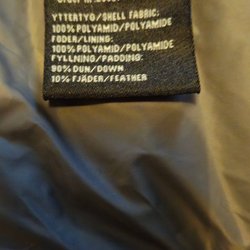 YTTERTYG/SHELL FABRIC:
100% POLYAMID/POLYAMIDE
FODER/LINING:
100% POLYAMID/POLYAMIDE
FYLLNING/PADDING:
90% DUN/DOWN
10% FJÄDER/FEATHER